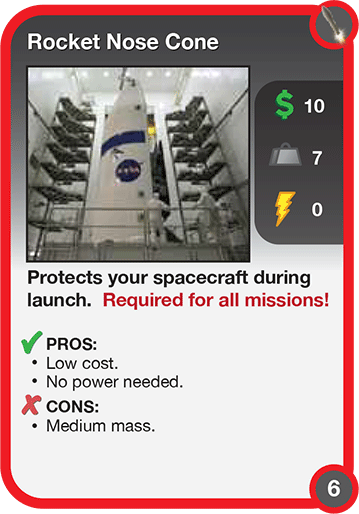 Rocket Nose Cone
10
7
0
NASA
Protects your spacecraft during
launch. Required for all missions!
PROS:
• Low cost.
• No power needed.
CONS:
• Medium mass.
6